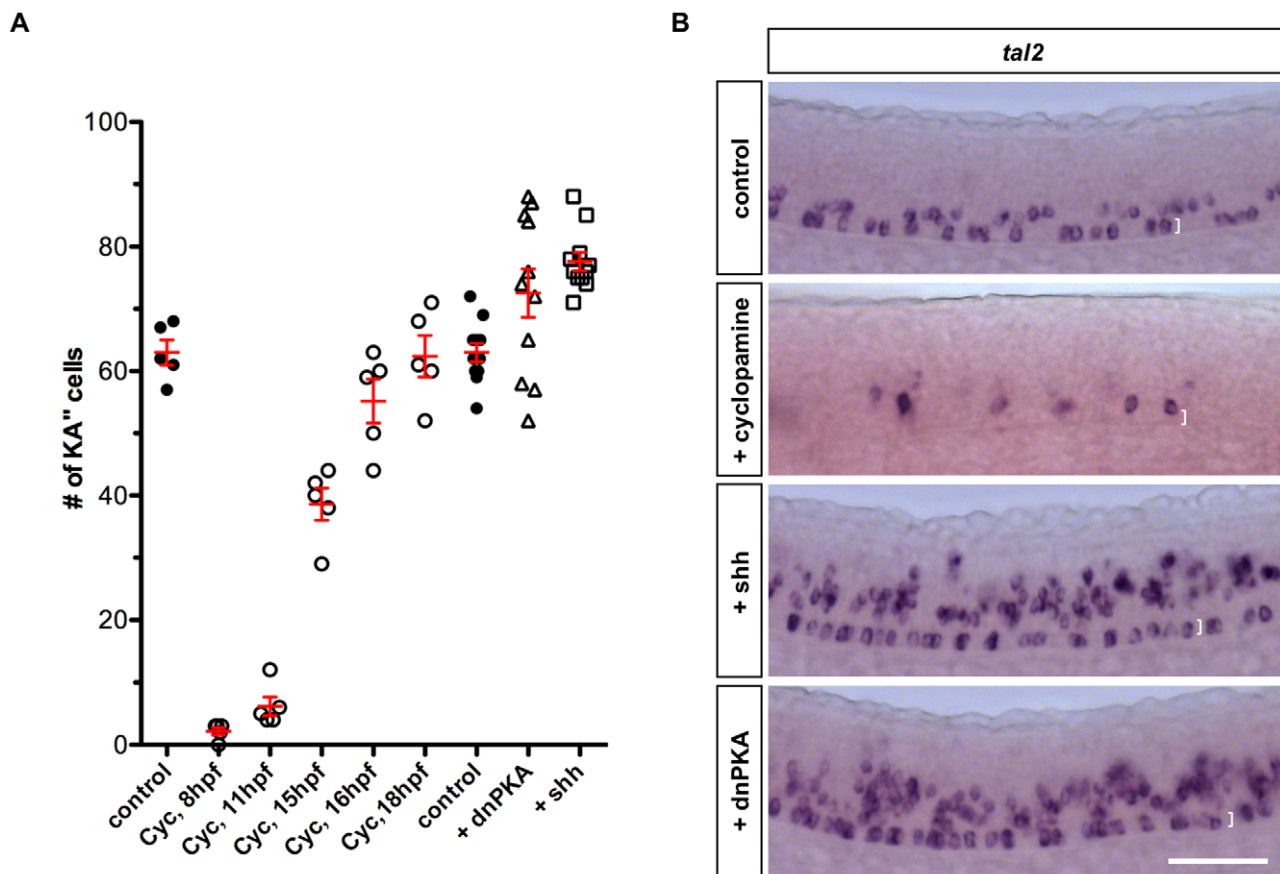 A
B
tal2
# of KA" cells
100
80
60
40
20
0
control
Cyc, 8hpf
Cyc, 11hpf
Cyc, 15hpf
Cyc, 16hpf
Cyc, 18hpf
control
+ dnPKA
+ shh
control
+ cyclopamine
+ shh
+ dnPKA